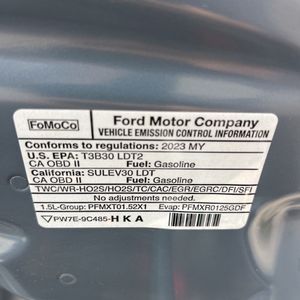 FoMoCo
Ford Motor Company
VEHICLE EMISSION CONTROL INFORMATION
Conforms to regulations: 2023 MY
U.S. EPA: T3B30 LDT2
CA OBD II Fuel: Gasoline
California: SULEV30 LDT
CA OBD II Fuel: Gasoline
TWC/WR-HO2S/HO2S/TC/CAC/EGR/EGRC/DFI/SFI
No adjustments needed.
1.5L-Group: PFMXT01.52X1 Evap: PFMXR0125GDF
PW7E-9C485-HKA